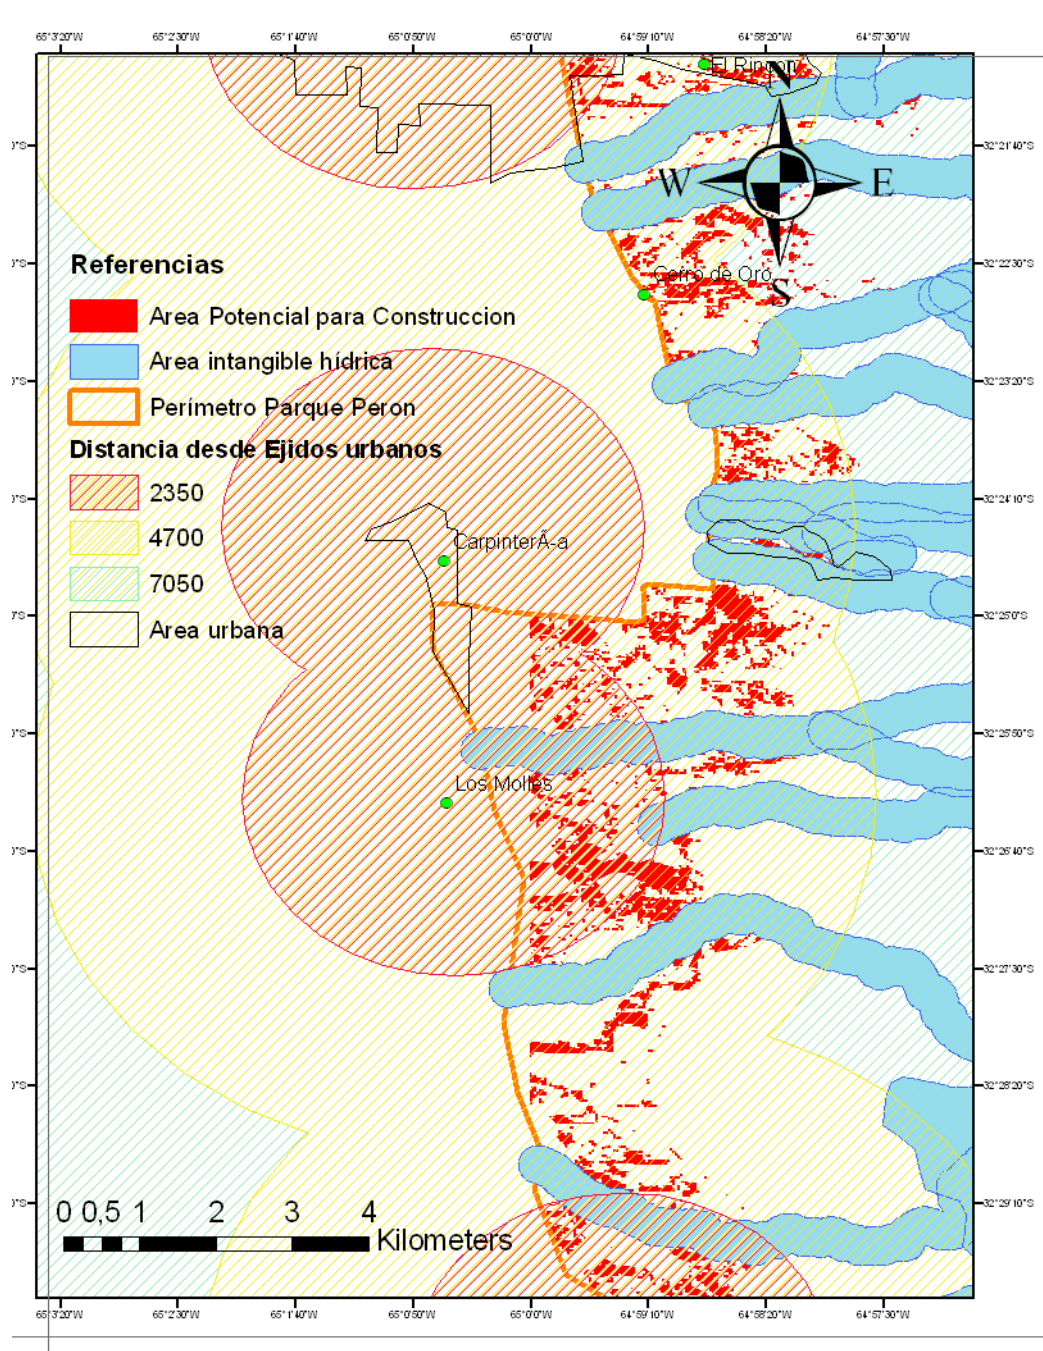 65°3'20"W 65°2'30"W 65°1'40"W 65°0'50"W 65°0'0"W 64°59'10"W 64°58'20"W 64°57'30"W
El Rincon
N
W E
S
Cerro de Oro
Referencias
Area Potencial para Construccion
Area intangible hídrica
Perímetro Parque Peron
Distancia desde Ejidos urbanos
2350
4700
7050
Area urbana
CarpinterÃ-a
Los Molles
32°21'40"S
32°22'30"S
32°23'20"S
32°24'10"S
32°25'0"S
32°25'50"S
32°26'40"S
32°27'30"S
32°28'20"S
32°29'10"S
0 0,5 1 2 3 4
Kilometers
65°3'20"W 65°2'30"W 65°1'40"W 65°0'50"W 65°0'0"W 64°59'10"W 64°58'20"W 64°57'30"W